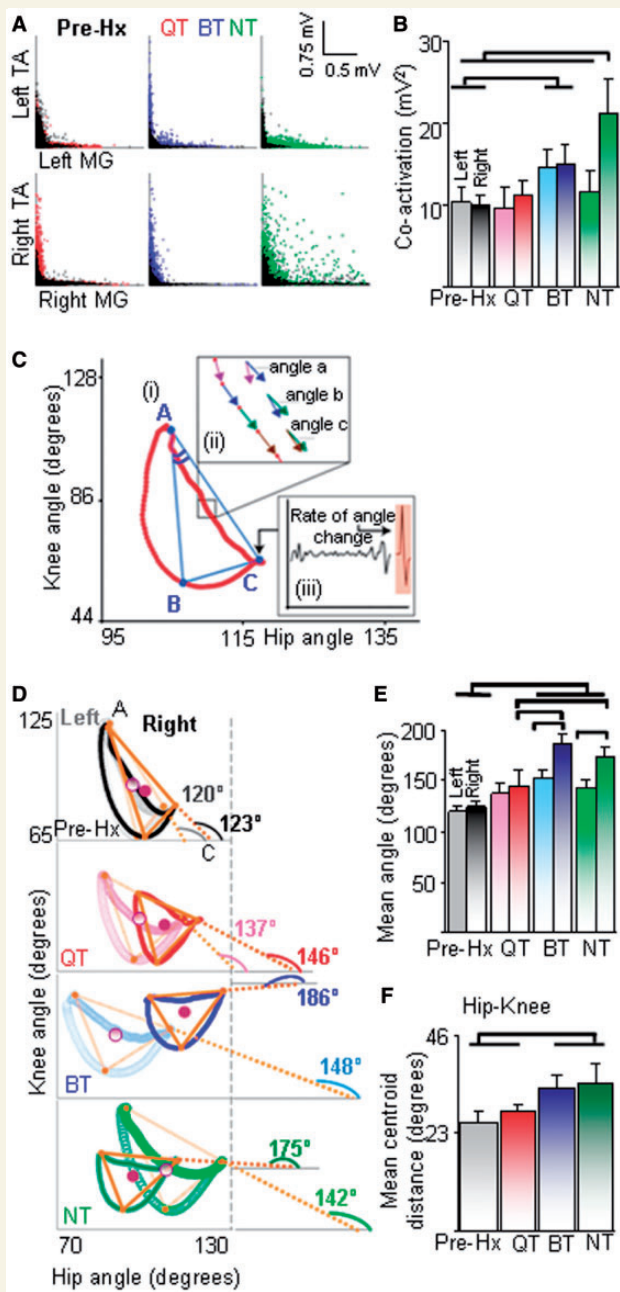 A
Pre-Hx QT BT NT
0.75 mV
0.5 mV
Left TA
Left MG
Right TA
Right MG
B
Co-activation (mV²)
30
20
10
0
Left
Right
Pre-Hx QT BT NT
C
Knee angle (degrees)
128
86
44
(i)
A
B
C
(ii)
angle a
angle b
angle c
Rate of angle
change
(iii)
95 115 Hip angle 135
D
Knee angle (degrees)
125
65
Left A
Right
120°
123°
Pre-Hx
C
137°
146°
QT
186°
148°
BT
175°
142°
NT
70 130
Hip angle (degrees)
E
Mean angle (degrees)
200
150
100
50
Left
Right
Pre-Hx QT BT NT
F
Hip-Knee
Mean centroid
distance (degrees)
46
23
Pre-Hx QT BT NT